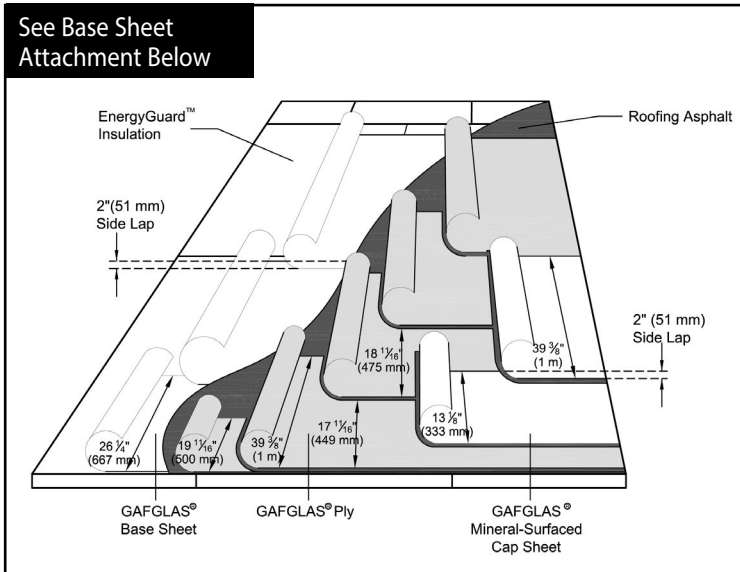 See Base Sheet
Attachment Below
EnergyGuard™
Insulation
Roofing Asphalt
2"(51 mm)
Side Lap
2" (51 mm)
Side Lap
39 ⅜"
(1 m)
18 11⁄16"
(475 mm)
13 ⅛"
(333 mm)
17 11⁄16"
(449 mm)
39 ⅜"
(1 m)
19 11⁄16"
(500 mm)
26 ¼"
(667 mm)
GAFGLAS®
Base Sheet
GAFGLAS® Ply
GAFGLAS®
Mineral-Surfaced
Cap Sheet